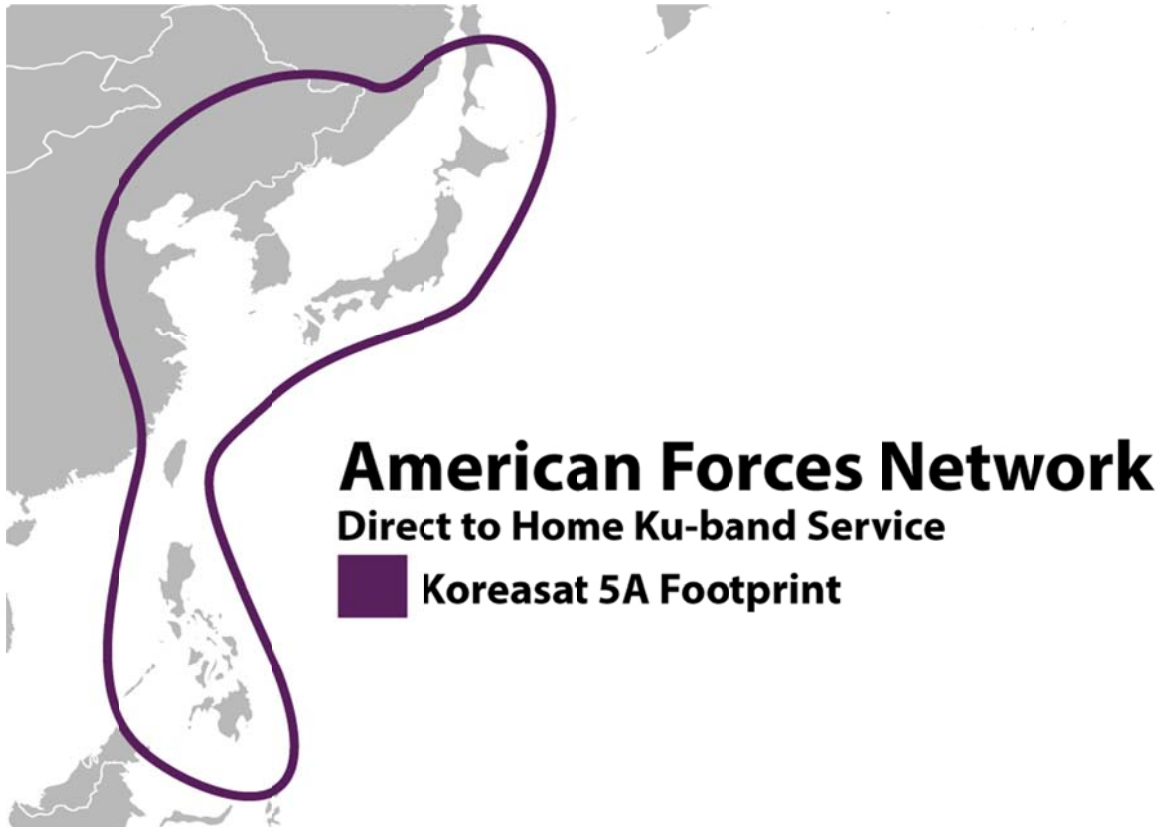 American Forces Network
Direct to Home Ku-band Service
Koreasat 5A Footprint